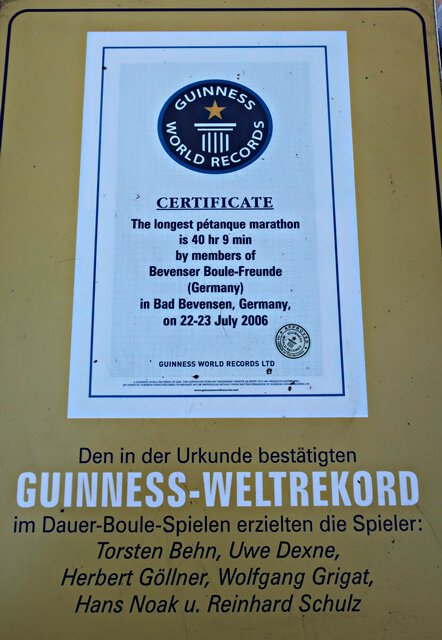 GUINNESS
WORLD RECORDS
CERTIFICATE
The longest pétanque marathon
is 40 hr 9 min
by members of
Bevenser Boule-Freunde
(Germany)
in Bad Bevensen, Germany,
on 22-23 July 2006
GUINNESS WORLD RECORDS LTD
www.guinnessworldrecords.com
Den in der Urkunde bestätigten
GUINNESS-WELTREKORD
im Dauer-Boule-Spielen erzielten die Spieler:
Torsten Behn, Uwe Dexne,
Herbert Göllner, Wolfgang Grigat,
Hans Noak u. Reinhard Schulz